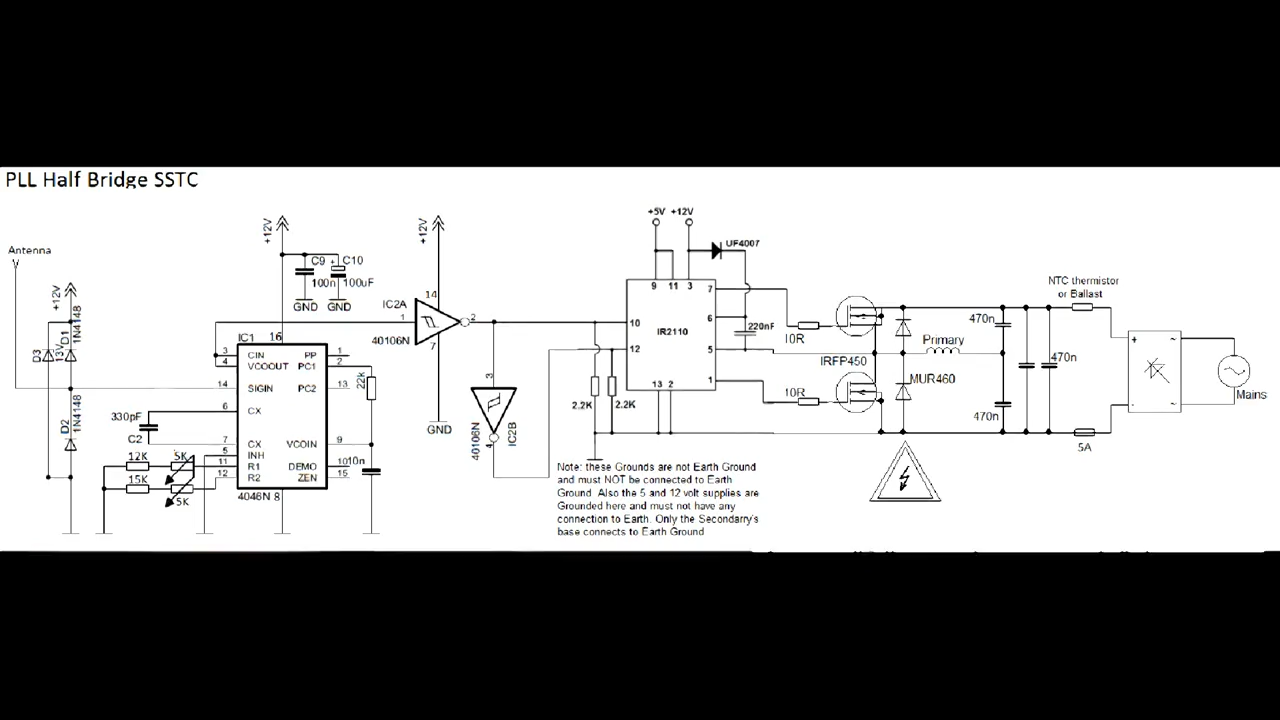 PLL Half Bridge SSTC
Antenna
+12V
D3
13V
D1
1N4148
D2
1N4148
330pF
C2
12K
5K
15K
5K
+12V
C9
100n
+
C10
100uF
GND
GND
IC1
16
3
CIN
PP
1
4
VCOOUT
PC1
2
14
SIGIN
PC2
13
6
CX
7
CX
VCOIN
9
5
INH
11
R1
DEMO
10
12
R2
ZEN
15
4046N
8
22k
10n
+12V
IC2A
14
1
2
40106N
7
GND
3
40106N
IC2B
4
2.2K
2.2K
+5V
+12V
UF4007
9
11
3
7
IR2110
6
220nF
10
12
5
13
2
1
10R
10R
IRFP450
MUR460
Primary
470n
470n
470n
NTC thermistor
or Ballast
5A
+
~
-
~
Mains
Note: these Grounds are not Earth Ground
and must NOT be connected to Earth
Ground. Also the 5 and 12 volt supplies are
Grounded here and must not have any
connection to Earth. Only the Secondarry's
base connects to Earth Ground